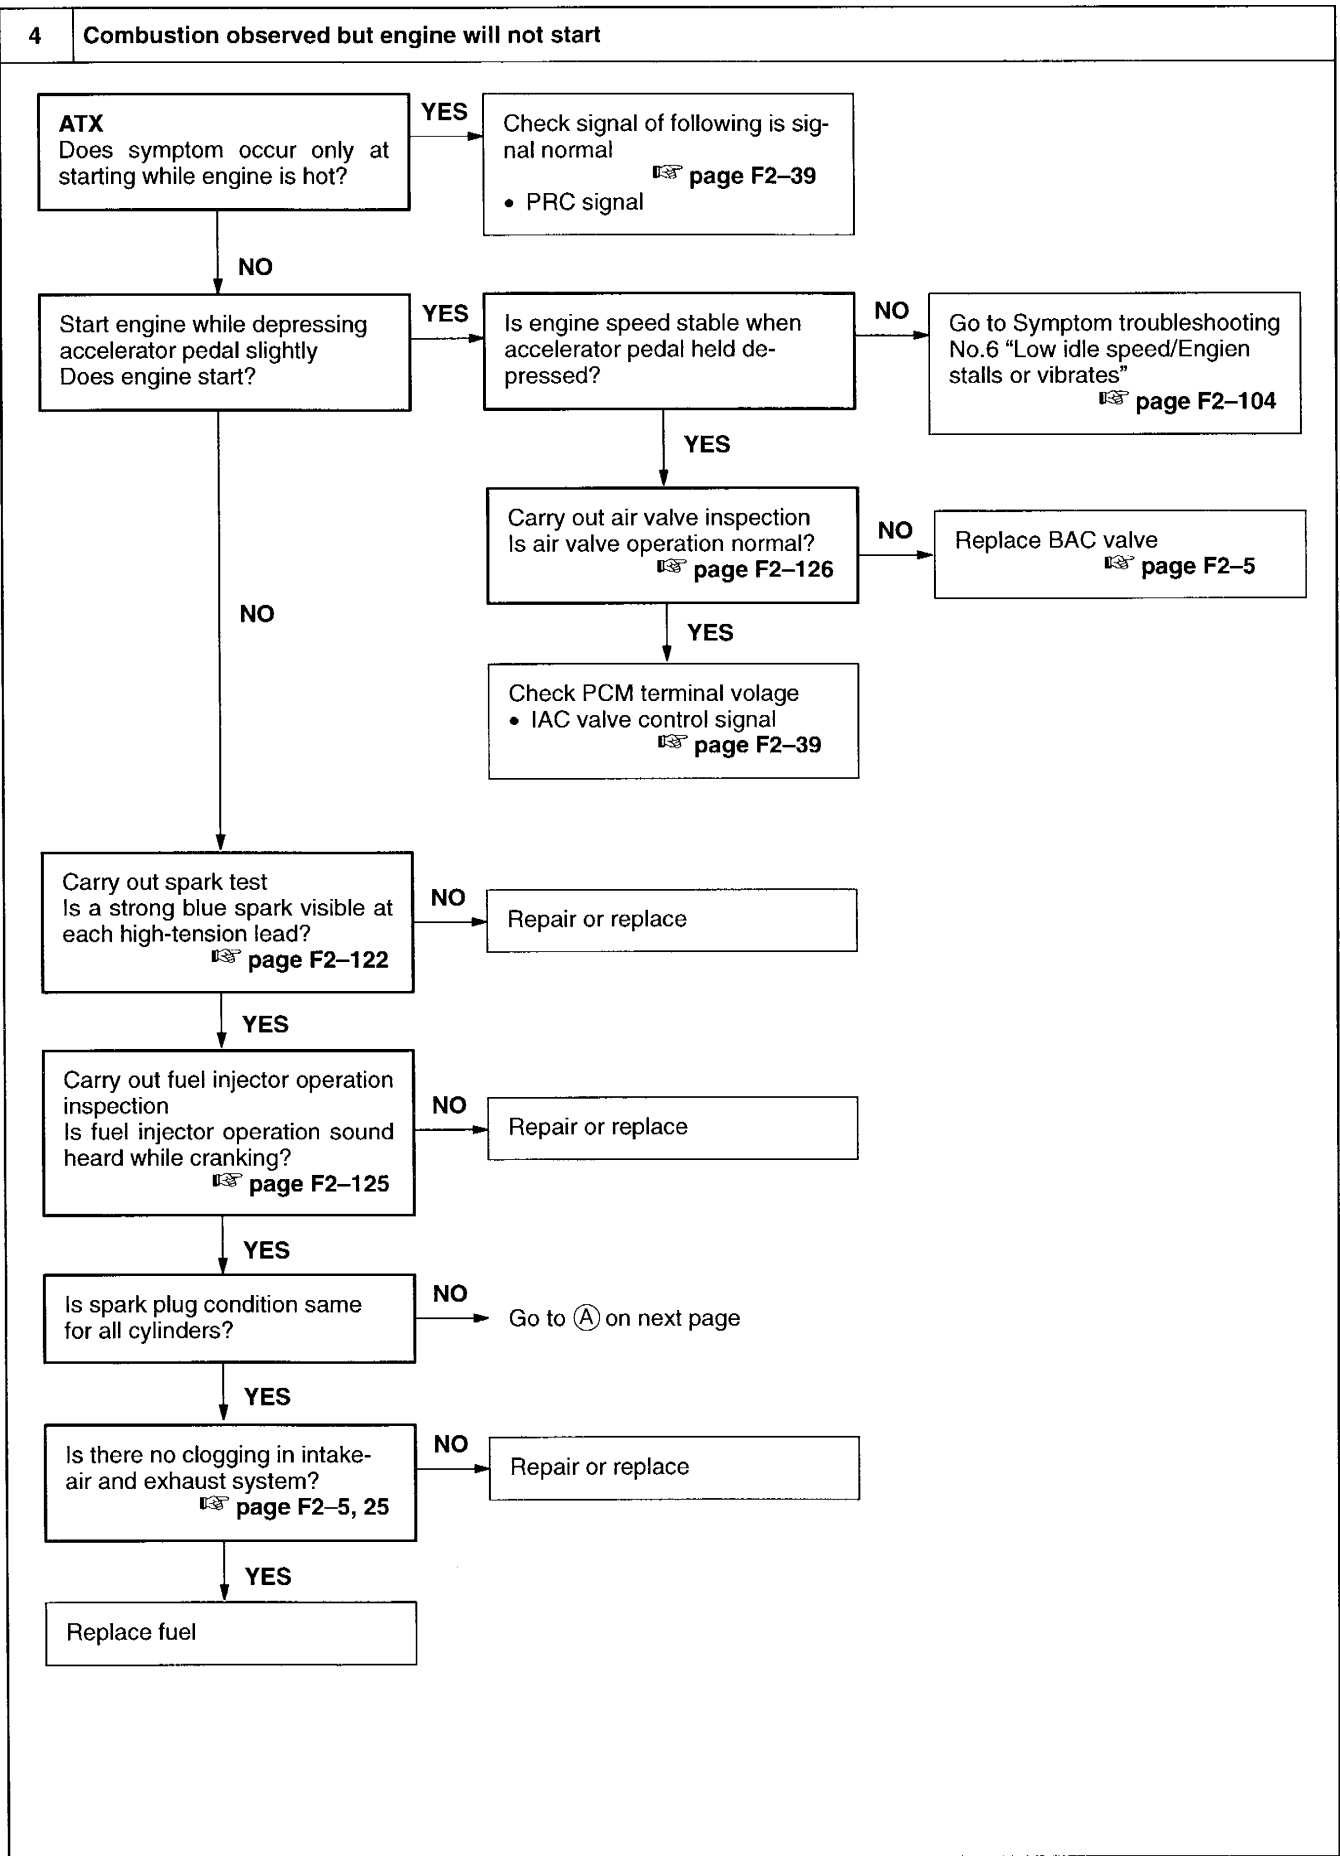 4 Combustion observed but engine will not start
ATX
Does symptom occur only at
starting while engine is hot?
YES
Check signal of following is sig-
nal normal
☞ page F2–39
• PRC signal
NO
Start engine while depressing
accelerator pedal slightly
Does engine start?
YES
Is engine speed stable when
accelerator pedal held de-
pressed?
NO
Go to Symptom troubleshooting
No.6 “Low idle speed/Engien
stalls or vibrates”
☞ page F2–104
YES
Carry out air valve inspection
Is air valve operation normal?
☞ page F2–126
NO
Replace BAC valve
☞ page F2–5
YES
Check PCM terminal volage
• IAC valve control signal
☞ page F2–39
NO
Carry out spark test
Is a strong blue spark visible at
each high-tension lead?
☞ page F2–122
NO
Repair or replace
YES
Carry out fuel injector operation
inspection
Is fuel injector operation sound
heard while cranking?
☞ page F2–125
NO
Repair or replace
YES
Is spark plug condition same
for all cylinders?
NO
Go to Ⓐ on next page
YES
Is there no clogging in intake-
air and exhaust system?
☞ page F2–5, 25
NO
Repair or replace
YES
Replace fuel